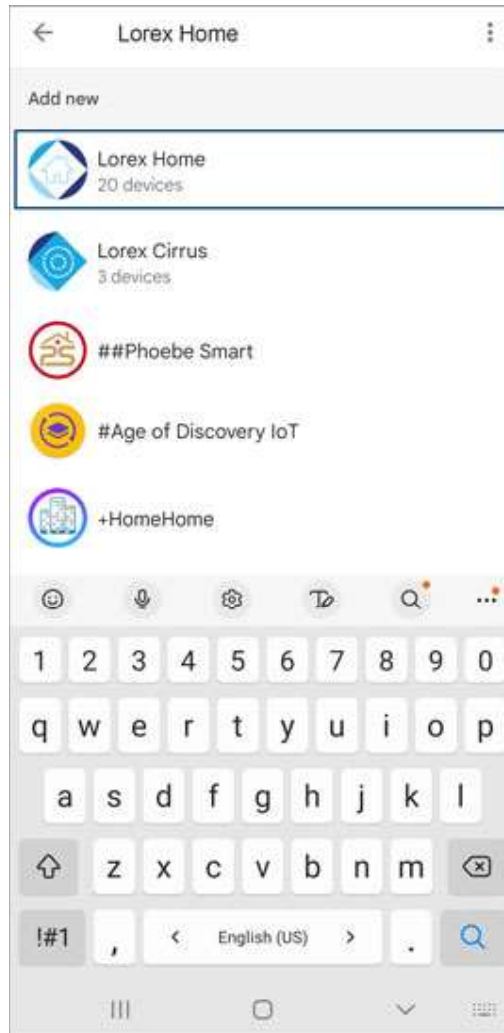 Lorex Home
Add new
Lorex Home
20 devices
Lorex Cirrus
3 devices
##Phoebe Smart
#Age of Discovery IoT
+HomeHome
1 2 3 4 5 6 7 8 9 0
q w e r t y u i o p
a s d f g h j k l
z x c v b n m
!#1 , < English (US) > .